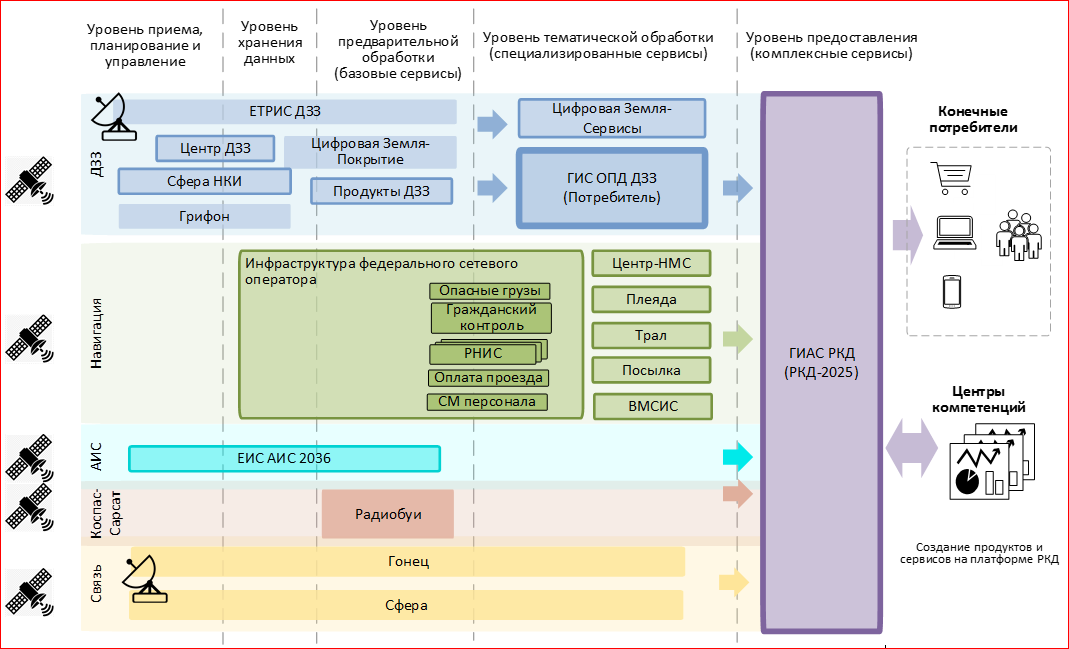 Уровень приема,
планирование и
управление
Уровень
хранения
данных
Уровень
предварительной
обработки
(базовые сервисы)
Уровень тематической обработки
(специализированные сервисы)
Уровень предоставления
(комплексные сервисы)
ДЗЗ
ЕТРИС ДЗЗ
Центр ДЗЗ
Цифровая Земля-
Покрытие
Сфера НКИ
Продукты ДЗЗ
Грифон
Цифровая Земля-
Сервисы
ГИС ОПД ДЗЗ
(Потребитель)
Навигация
Инфраструктура федерального сетевого
оператора
Опасные грузы
Гражданский
контроль
РНИС
Оплата проезда
СМ персонала
Центр-НМС
Плеяда
Трал
Посылка
ВМСИС
АИС
ЕИС АИС 2036
Коспас-
Сарсат
Радиобуи
Связь
Гонец
Сфера
ГИАС РКД
(РКД-2025)
Конечные
потребители
Центры
компетенций
Создание продуктов и
сервисов на платформе РКД